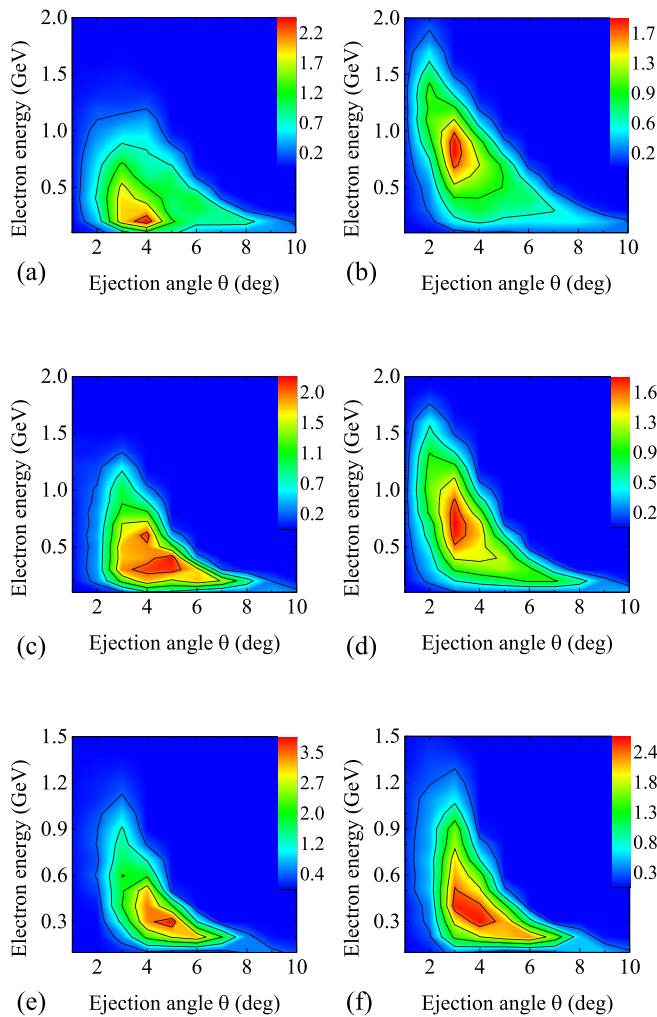 2.0
1.5
1.0
0.5
2 4 6 8 10
Electron energy (GeV)
Ejection angle θ (deg)
2.2
1.7
1.2
0.7
0.2
(a)
2.0
1.5
1.0
0.5
2 4 6 8 10
Electron energy (GeV)
Ejection angle θ (deg)
1.7
1.3
0.9
0.6
0.2
(b)
2.0
1.5
1.0
0.5
2 4 6 8 10
Electron energy (GeV)
Ejection angle θ (deg)
2.0
1.5
1.1
0.7
0.2
(c)
2.0
1.5
1.0
0.5
2 4 6 8 10
Electron energy (GeV)
Ejection angle θ (deg)
1.6
1.3
0.9
0.5
0.2
(d)
1.5
1.2
0.9
0.6
0.3
2 4 6 8 10
Electron energy (GeV)
Ejection angle θ (deg)
3.5
2.7
2.0
1.2
0.4
(e)
1.5
1.2
0.9
0.6
0.3
2 4 6 8 10
Electron energy (GeV)
Ejection angle θ (deg)
2.4
1.8
1.3
0.8
0.3
(f)